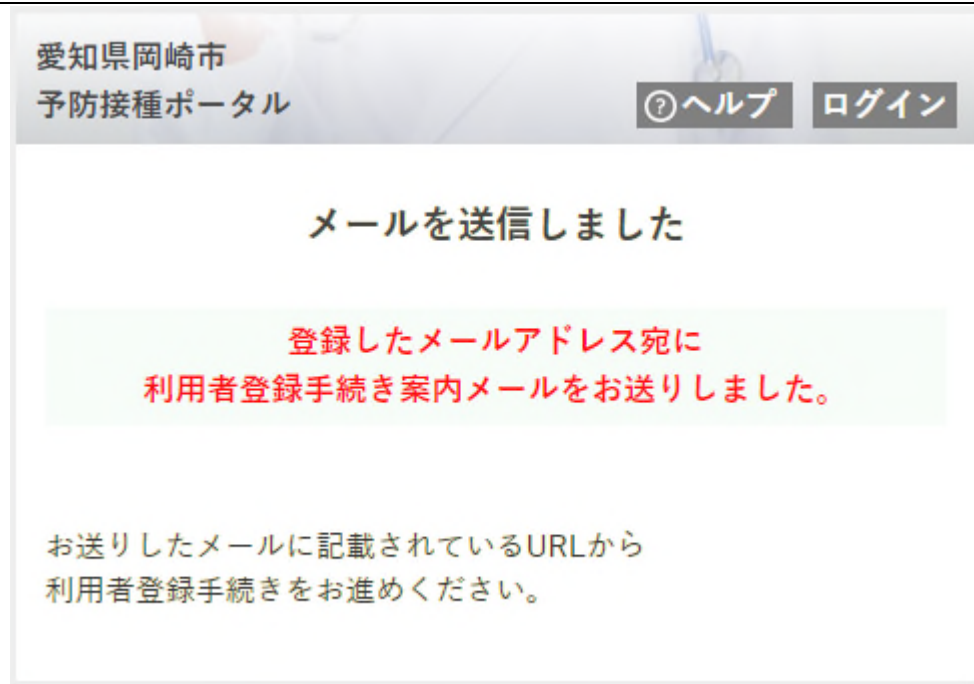 愛知県岡崎市
予防接種ポータル
?ヘルプ ログイン
メールを送信しました
登録したメールアドレス宛に
利用者登録手続き案内メールをお送りしました。
お送りしたメールに記載されているURLから
利用者登録手続きをお進めください。